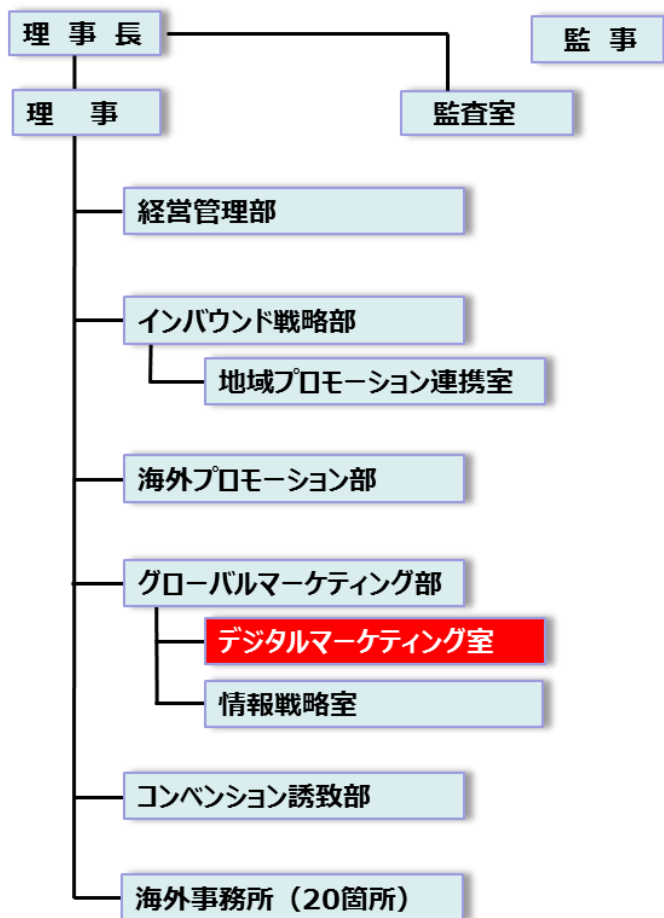 理 事 長
監 事
理 事
監査室
経営管理部
インバウンド戦略部
地域プロモーション連携室
海外プロモーション部
グローバルマーケティング部
デジタルマーケティング室
情報戦略室
コンベンション誘致部
海外事務所（20箇所）